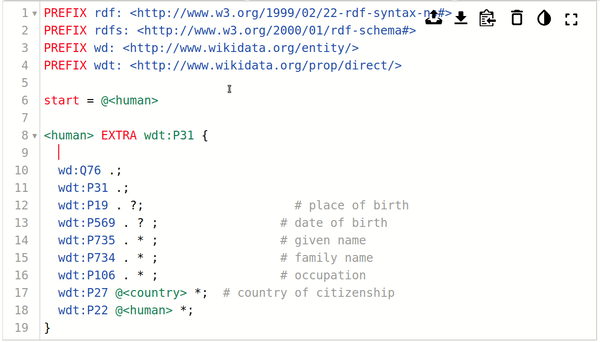 1 PREFIX rdf: <http://www.w3.org/1999/02/22-rdf-syntax-n #>
2 PREFIX rdfs: <http://www.w3.org/2000/01/rdf-schema#>
3 PREFIX wd: <http://www.wikidata.org/entity/>
4 PREFIX wdt: <http://www.wikidata.org/prop/direct/>
5
6 start = @<human>
7
8 <human> EXTRA wdt:P31 {
9
10 wd:Q76 .;
11 wdt:P31 .;
12 wdt:P19 . ?; # place of birth
13 wdt:P569 . ? ; # date of birth
14 wdt:P735 . * ; # given name
15 wdt:P734 . * ; # family name
16 wdt:P106 . * ; # occupation
17 wdt:P27 @<country> *; # country of citizenship
18 wdt:P22 @<human> *;
19 }